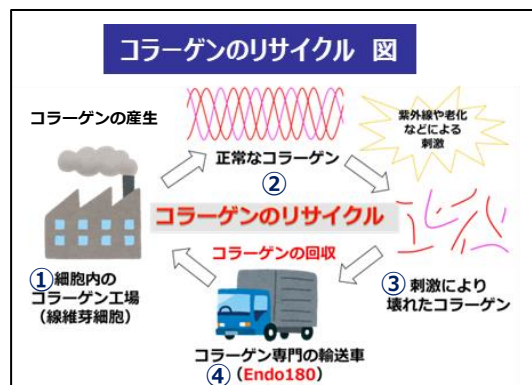 コラーゲンのリサイクル 図
コラーゲンの産生
紫外線や老化
などによる
刺激
正常なコラーゲン
②
コラーゲンのリサイクル
コラーゲンの回収
①細胞内の
コラーゲン工場
(線維芽細胞)
③刺激により
壊れたコラーゲン
コラーゲン専門の輸送車
④(Endo180)